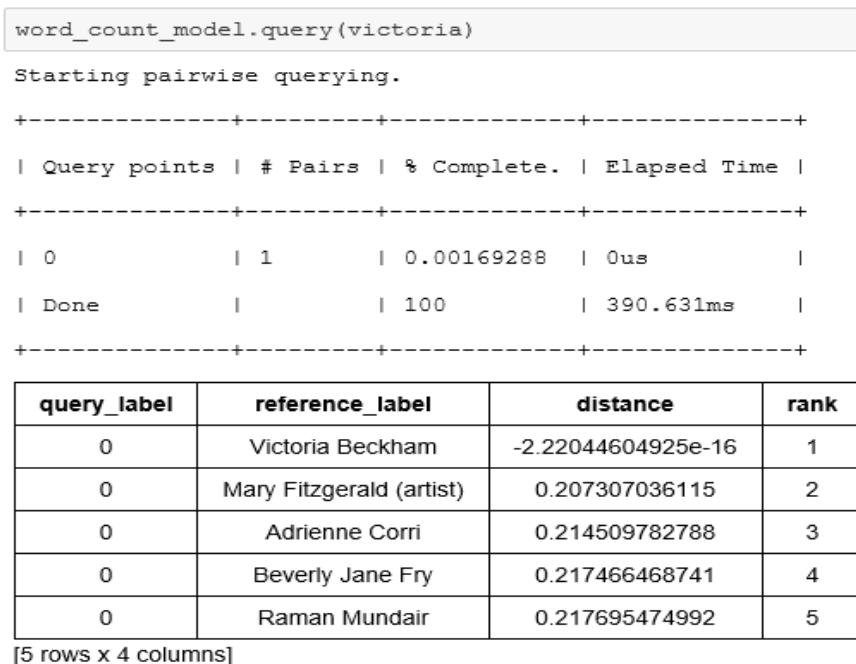 word_count_model.query(victoria)
Starting pairwise querying.
+--------------+---------+-------------+--------------+
| Query points | # Pairs | % Complete. | Elapsed Time |
+--------------+---------+-------------+--------------+
| 0            | 1       | 0.00169288  | 0us          |
| Done         |         | 100         | 390.631ms    |
+--------------+---------+-------------+--------------+
query_label reference_label distance rank
0 Victoria Beckham -2.22044604925e-16 1
0 Mary Fitzgerald (artist) 0.207307036115 2
0 Adrienne Corri 0.214509782788 3
0 Beverly Jane Fry 0.217466468741 4
0 Raman Mundair 0.217695474992 5
[5 rows x 4 columns]